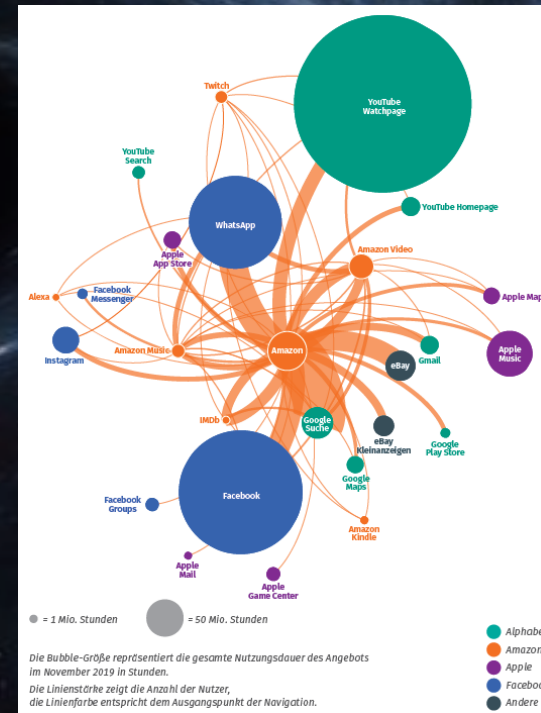 Twitch
YouTube
Watchpage
YouTube
Search
YouTube Homepage
WhatsApp
Apple
App Store
Amazon Video
Alexa
Facebook
Messenger
Apple Map
Instagram
Amazon Music
Amazon
Gmail
Apple
Music
eBay
IMDb
Google
Suche
eBay
Kleinanzeigen
Google
Play Store
Google
Maps
Facebook
Facebook
Groups
Amazon
Kindle
Apple
Mail
Apple
Game Center
= 1 Mio. Stunden
= 50 Mio. Stunden
Die Bubble-Größe repräsentiert die gesamte Nutzungsdauer des Angebots
im November 2019 in Stunden.
Die Linienstärke zeigt die Anzahl der Nutzer,
die Linienfarbe entspricht dem Ausgangspunkt der Navigation.
Alphabe
Amazon
Apple
Facebo
Andere